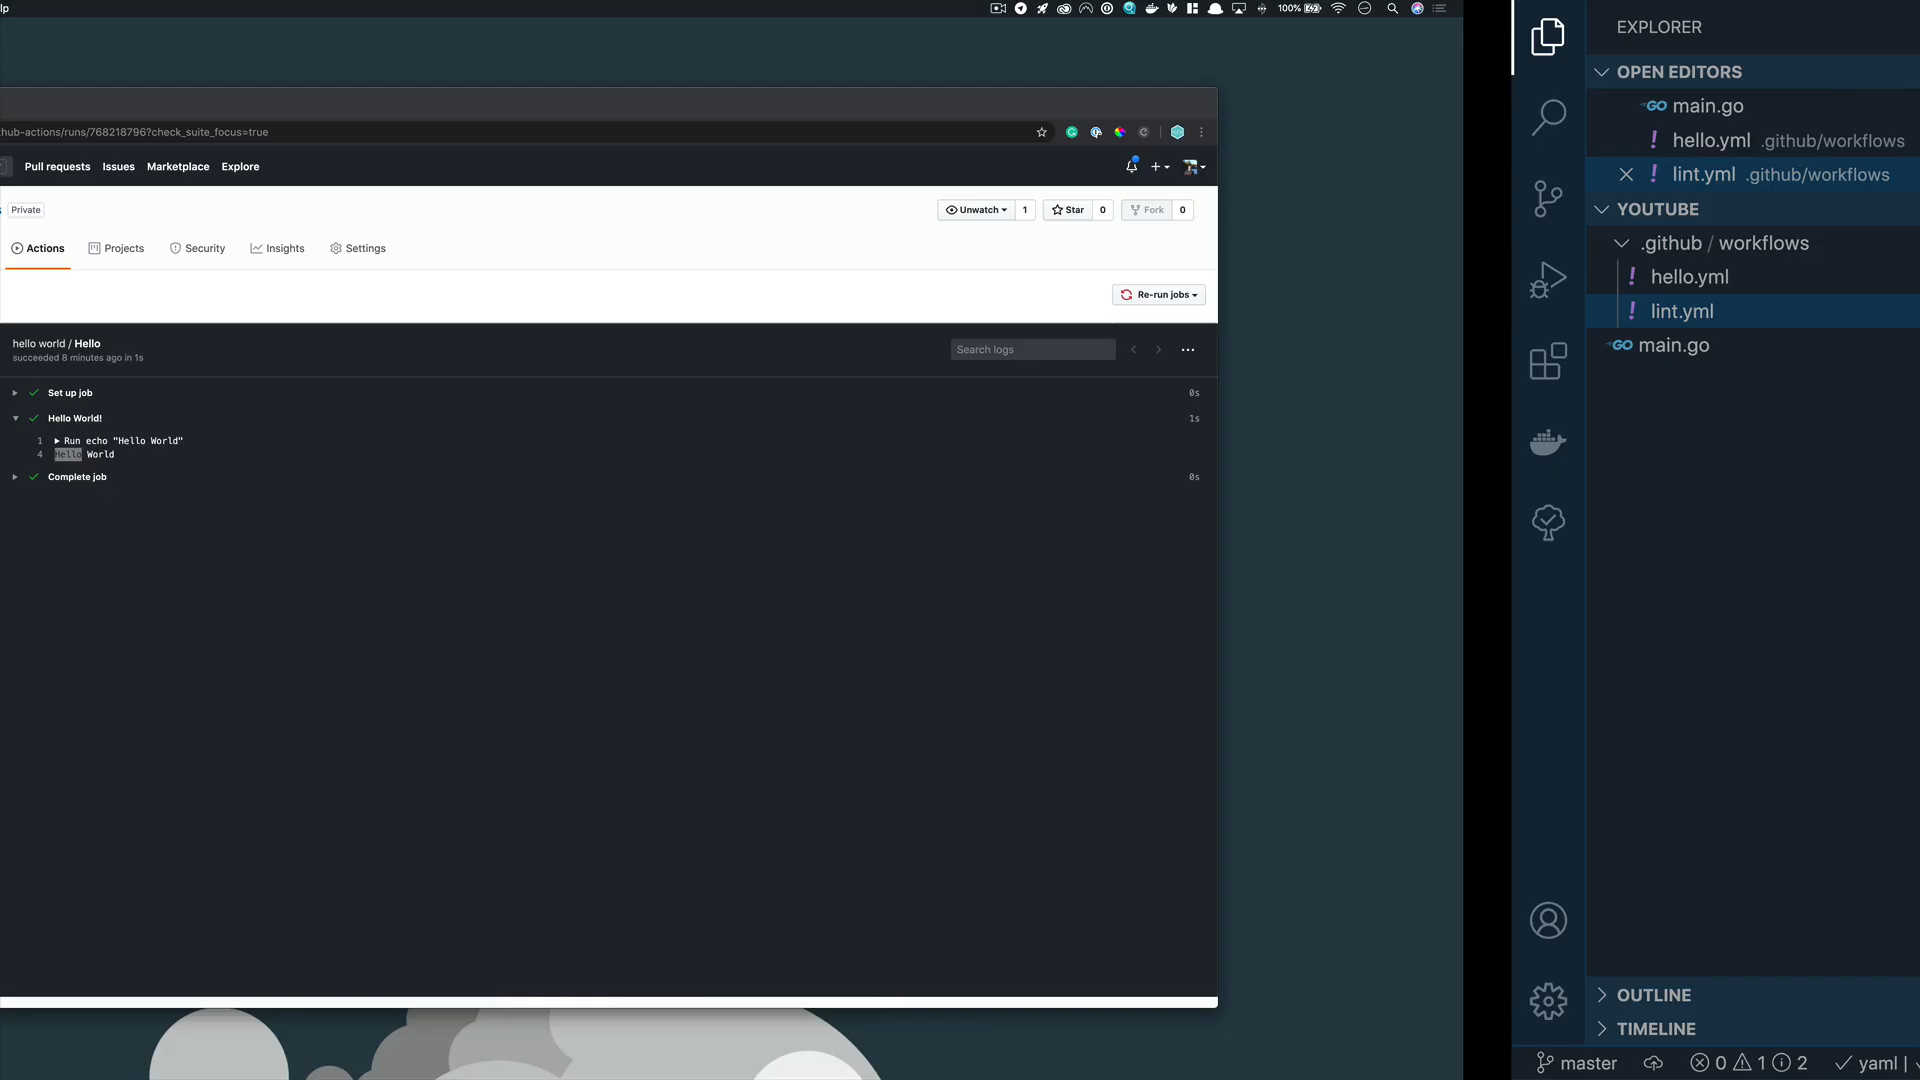 lp
100%
hub-actions/runs/768218796?check_suite_focus=true
Pull requests Issues Marketplace Explore
Private
Unwatch 1 Star 0 Fork 0
Actions Projects Security Insights Settings
Re-run jobs
hello world / Hello
succeeded 8 minutes ago in 1s
Search logs
Set up job 0s
Hello World! 1s
1 Run echo "Hello World"
4 Hello World
Complete job 0s
EXPLORER
OPEN EDITORS
GO main.go
! hello.yml .github/workflows
! lint.yml .github/workflows
YOUTUBE
.github / workflows
! hello.yml
! lint.yml
GO main.go
OUTLINE
TIMELINE
master 0 1 2 yaml |